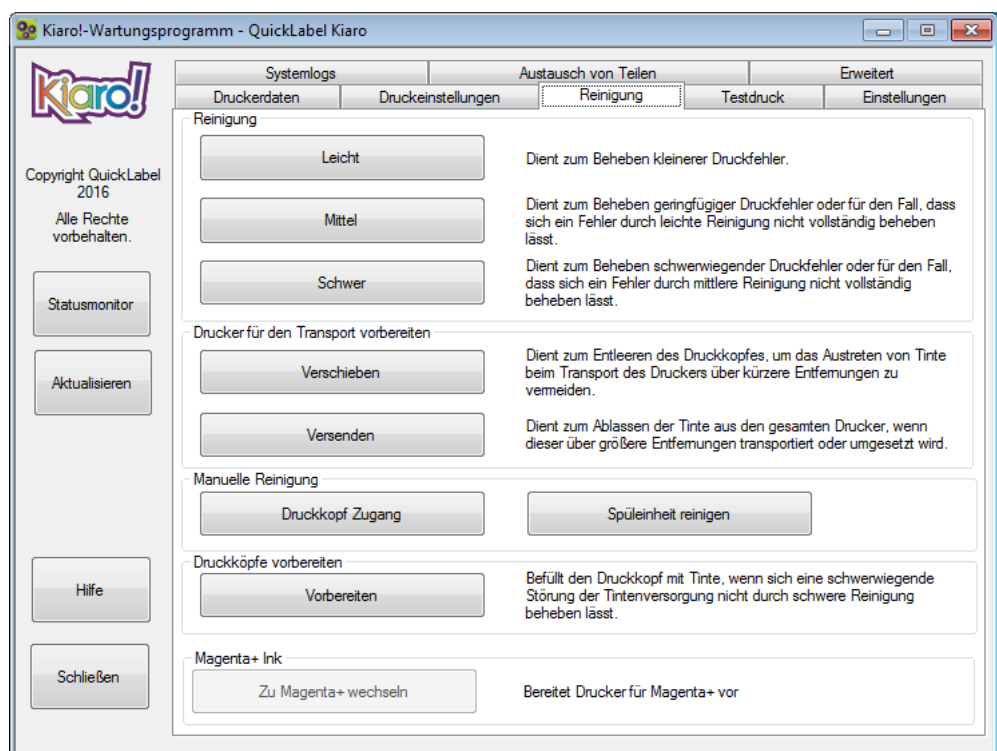 Kiaro!-Wartungsprogramm - QuickLabel Kiaro
Kiaro!
Copyright QuickLabel
2016
Alle Rechte
vorbehalten.
Statusmonitor
Aktualisieren
Hilfe
Schließen
Systemlogs
Austausch von Teilen
Erweitert
Druckerdaten
Druckeinstellungen
Reinigung
Testdruck
Einstellungen
Reinigung
Leicht
Dient zum Beheben kleinerer Druckfehler.
Mittel
Dient zum Beheben geringfügiger Druckfehler oder für den Fall, dass
sich ein Fehler durch leichte Reinigung nicht vollständig beheben
lässt.
Schwer
Dient zum Beheben schwerwiegender Druckfehler oder für den Fall,
dass sich ein Fehler durch mittlere Reinigung nicht vollständig
beheben lässt.
Drucker für den Transport vorbereiten
Verschieben
Dient zum Entleeren des Druckkopfes, um das Austreten von Tinte
beim Transport des Druckers über kürzere Entfernungen zu
vermeiden.
Versenden
Dient zum Ablassen der Tinte aus den gesamten Drucker, wenn
dieser über größere Entfernungen transportiert oder umgesetzt wird.
Manuelle Reinigung
Druckkopf Zugang
Spüleinheit reinigen
Druckköpfe vorbereiten
Vorbereiten
Befüllt den Druckkopf mit Tinte, wenn sich eine schwerwiegende
Störung der Tintenversorgung nicht durch schwere Reinigung
beheben lässt.
Magenta+ Ink
Zu Magenta+ wechseln
Bereitet Drucker für Magenta+ vor